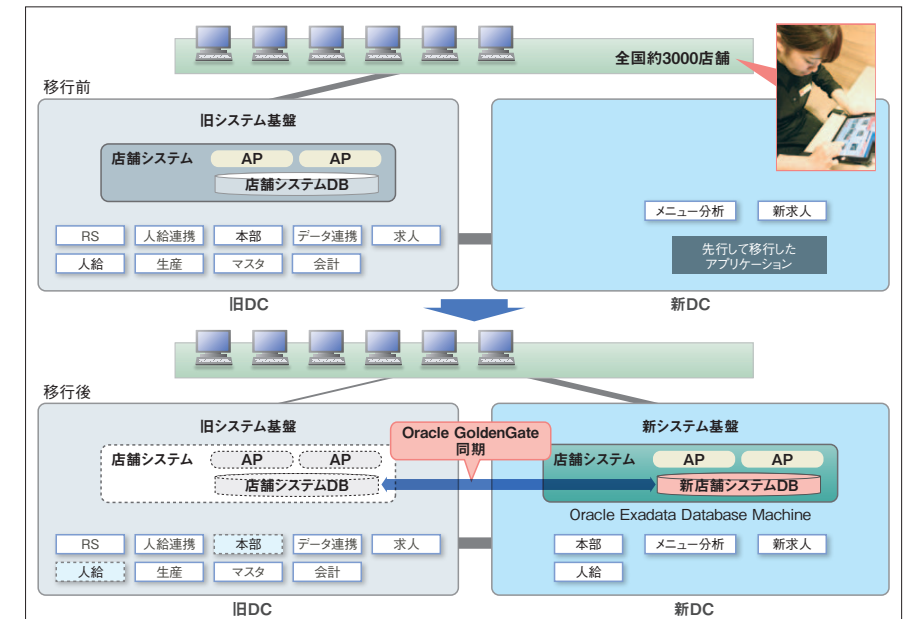 全国約3000店舗
移行前
旧システム基盤
店舗システム
AP
AP
店舗システムDB
メニュー分析
新求人
RS
人給連携
本部
データ連携
求人
人給
生産
マスタ
会計
先行して移行した
アプリケーション
旧DC
新DC
移行後
旧システム基盤
店舗システム
AP
AP
店舗システムDB
Oracle GoldenGate
同期
新システム基盤
店舗システム
AP
AP
新店舗システムDB
Oracle Exadata Database Machine
RS
人給連携
本部
データ連携
求人
人給
生産
マスタ
会計
本部
メニュー分析
新求人
人給
旧DC
新DC